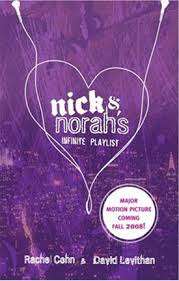 nick &
norah's
INFINITE PLAYLIST
MAJOR
MOTION PICTURE
COMING
FALL 2008!
Rachel Cohn & David Levithan